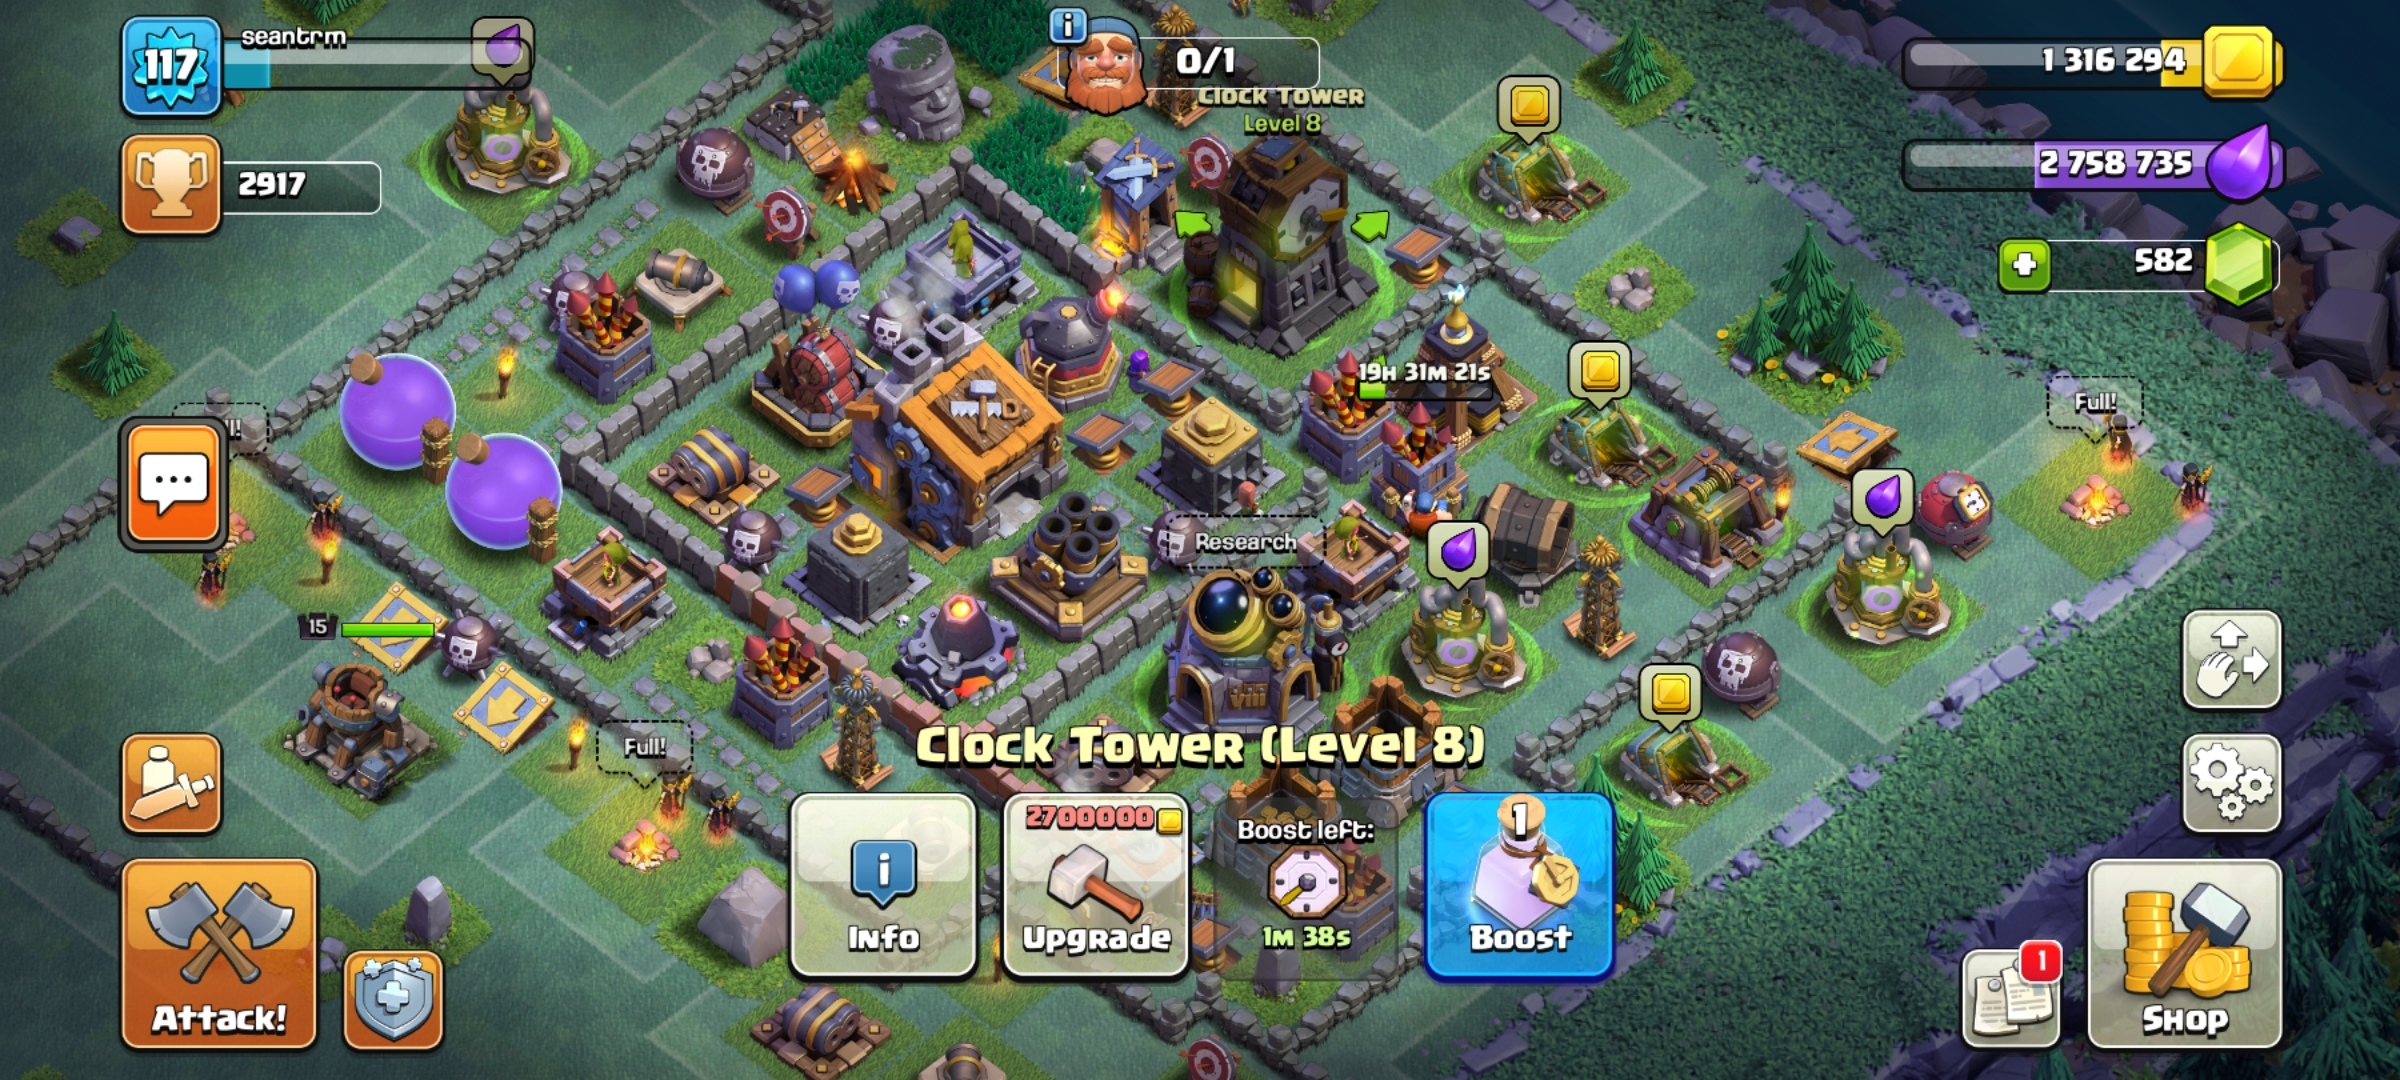 117
seantrm
0/1
1 316 294
Clock Tower
Level 8
2917
2 758 735
582
VIII
19H 31M 21S
Full!
l!
Research
15
Full!
VIII
Clock Tower (Level 8)
2700000
Info
Upgrade
Boost left:
1M 38S
1
Boost
Attack!
1
Shop